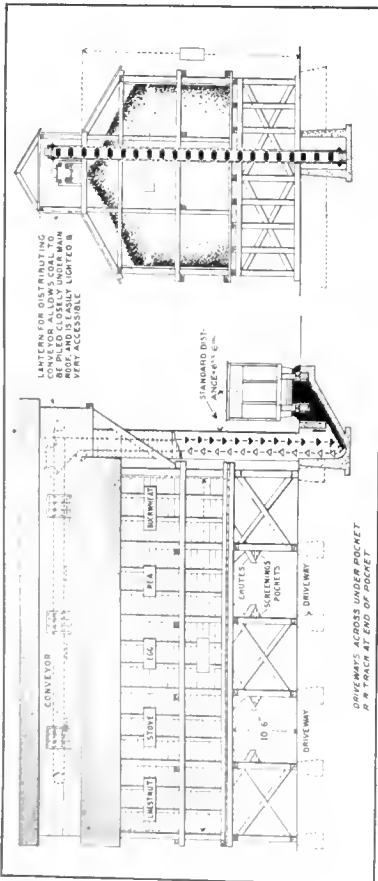 LANTERN FOR DISTRIBUTING
CONVEYOR ALLOWS COAL TO
BE PILED CLOSELY UNDER MAIN
ROOF, AND IS EASILY LIGHTED &
VERY ACCESSIBLE
CONVEYOR
STANDARD DIST-
ANCE=
CHESTNUT
STOVE
EGG
PEA
BUCKWHEAT
CHUTES
SCREENINGS
POCKETS
10' 6"
DRIVEWAY
DRIVEWAY
DRIVEWAYS ACROSS UNDER POCKET
R R TRACK AT END OF POCKET